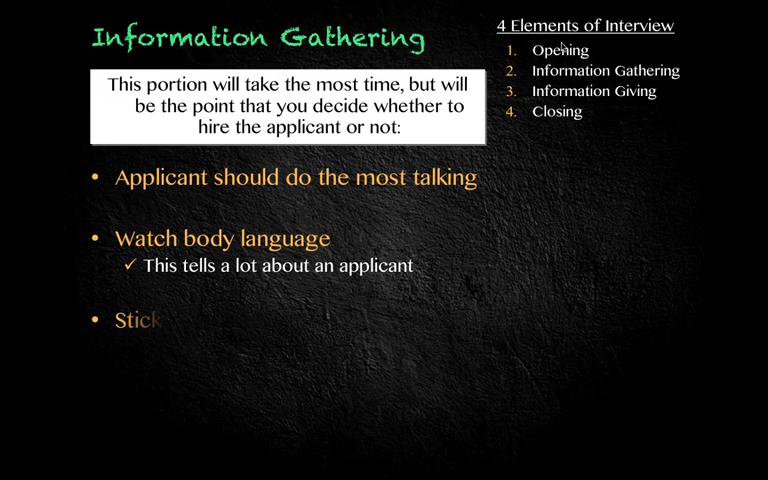 Information Gathering
4 Elements of Interview
1. Opening
2. Information Gathering
3. Information Giving
4. Closing
This portion will take the most time, but will
be the point that you decide whether to
hire the applicant or not:
• Applicant should do the most talking
• Watch body language
✓ This tells a lot about an applicant
• Stick